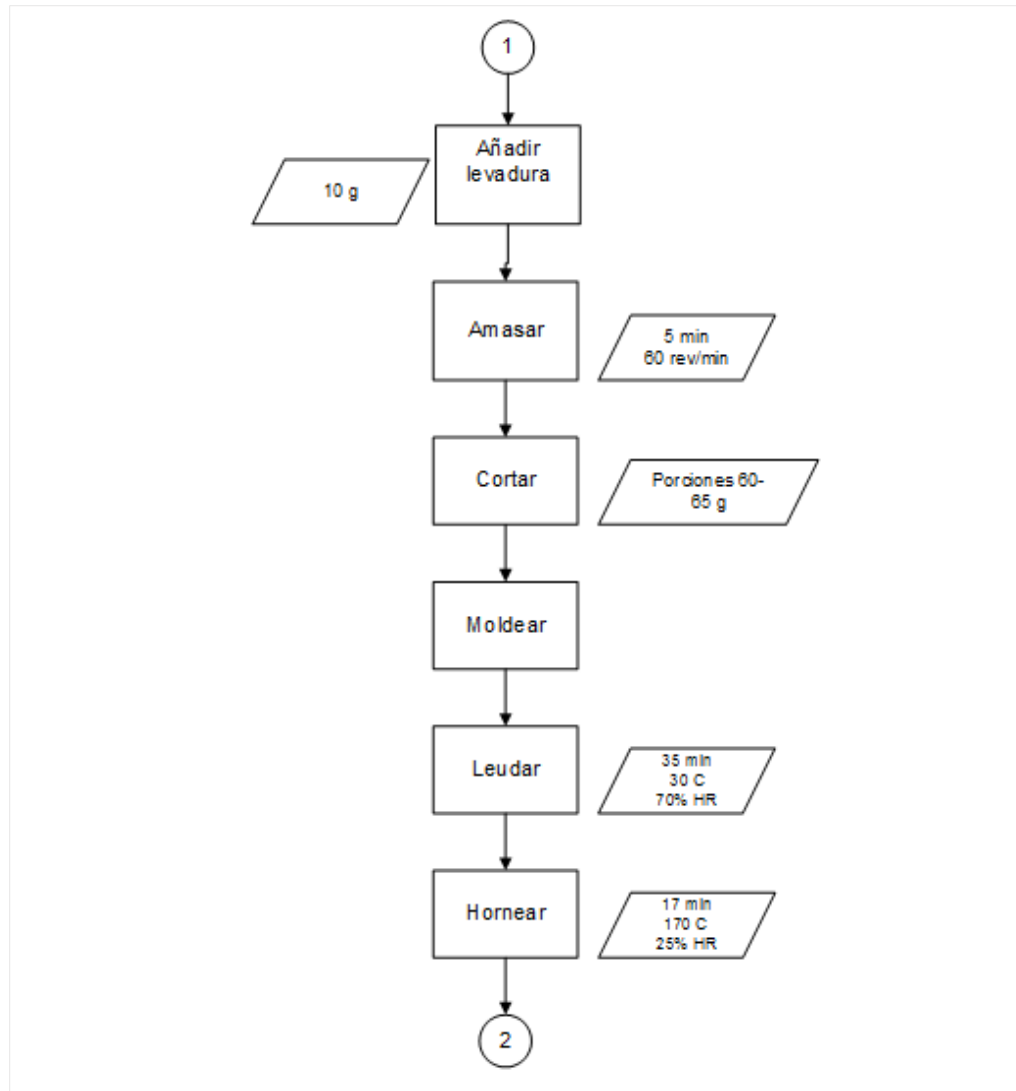 1
Añadir
levadura
10 g
Amasar
5 min
60 rev/min
Cortar
Porciones 60-
65 g
Moldear
Leudar
35 min
30 C
70% HR
Hornear
17 min
170 C
25% HR
2